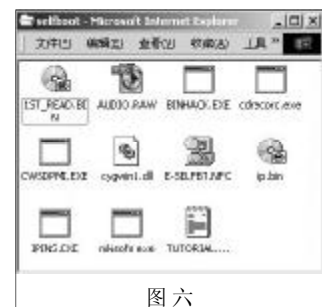 selfboot - Microsoft Internet Explorer
文件(F) 编辑(E) 查看(V) 收藏(A) 工具 »
1ST_READ.BI
N
AUDIO.RAW
BINHACK.EXE
cdrecord.exe
CWSDPMI.EXE
cygwin1.dll
E-SELFBT.NFC
ip.bin
IPINS.EXE
mkisofs.exe
TUTORIAL....
图六